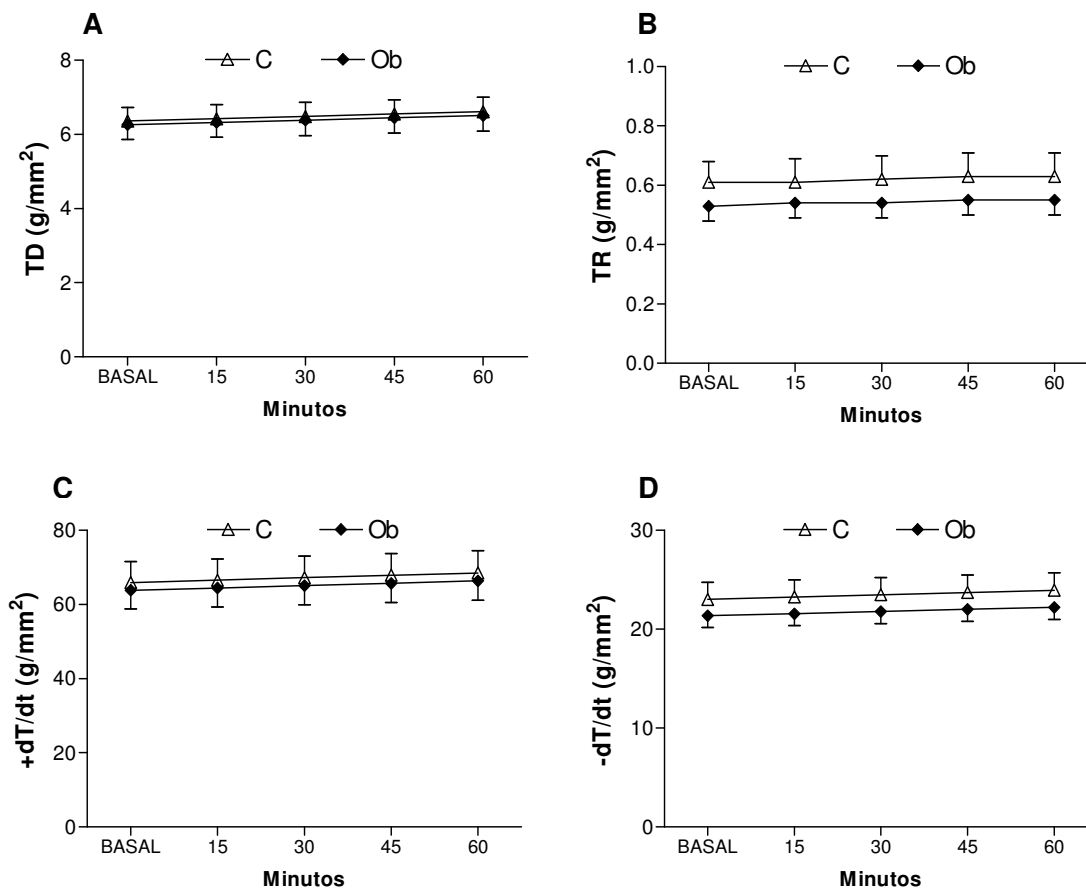 A
C Ob
8
6
4
2
0
TD (g/mm²)
BASAL 15 30 45 60
Minutos
B
C Ob
1.0
0.8
0.6
0.4
0.2
0.0
TR (g/mm²)
BASAL 15 30 45 60
Minutos
C
C Ob
80
60
40
20
0
+dT/dt (g/mm²)
BASAL 15 30 45 60
Minutos
D
C Ob
30
20
10
0
-dT/dt (g/mm²)
BASAL 15 30 45 60
Minutos